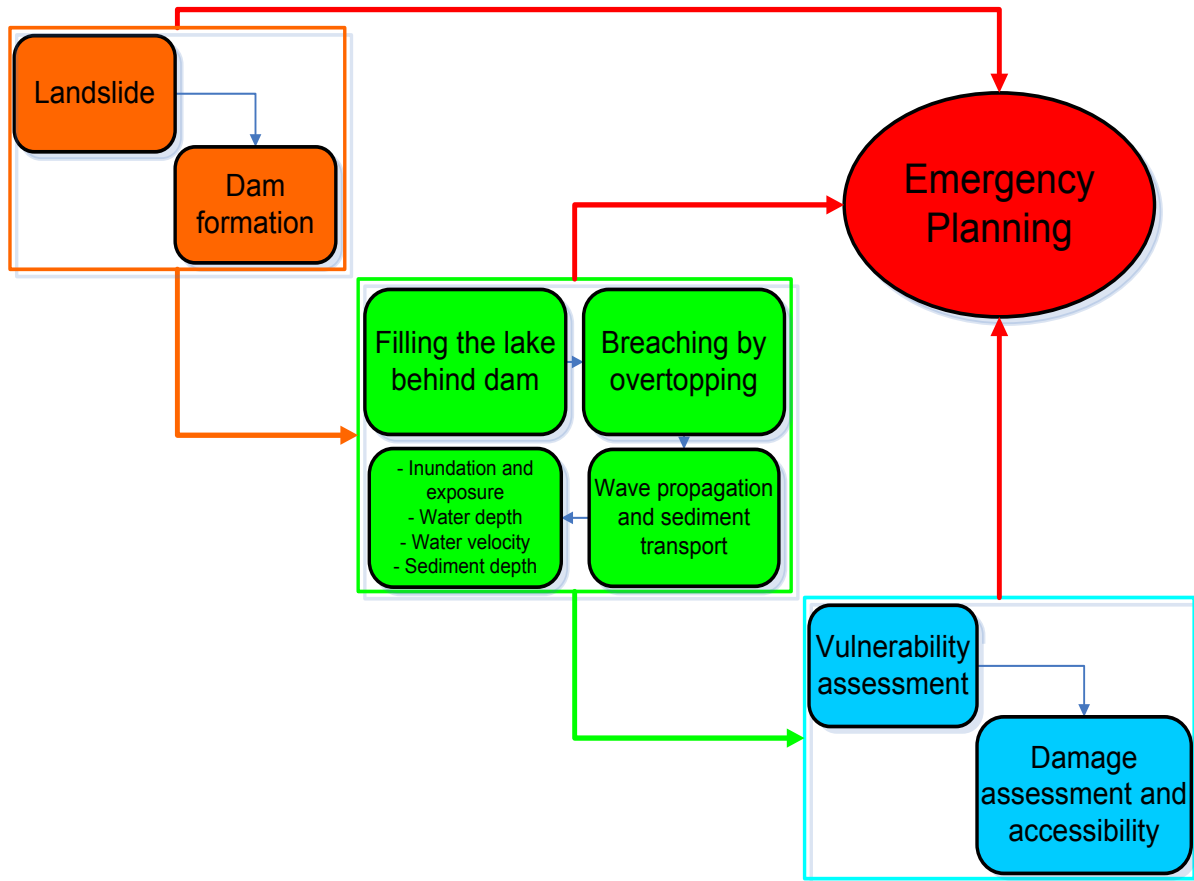 Landslide
Dam
formation
Emergency
Planning
Filling the lake
behind dam
Breaching by
overtopping
- Inundation and
exposure
- Water depth
- Water velocity
- Sediment depth
Wave propagation
and sediment
transport
Vulnerability
assessment
Damage
assessment and
accessibility